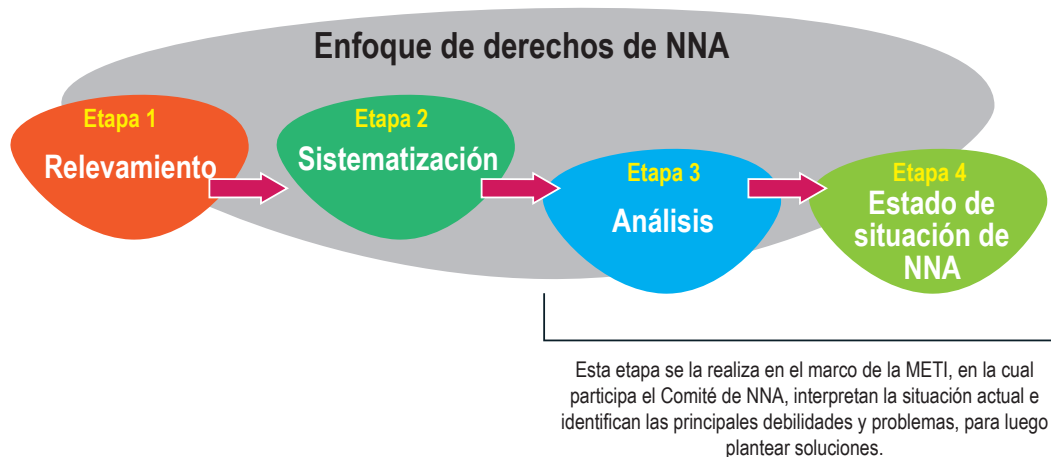 Enfoque de derechos de NNA
Etapa 1
Relevamiento
Etapa 2
Sistematización
Etapa 3
Análisis
Etapa 4
Estado de
situación de
NNA
Esta etapa se la realiza en el marco de la METI, en la cual
participa el Comité de NNA, interpretan la situación actual e
identifican las principales debilidades y problemas, para luego
plantear soluciones.